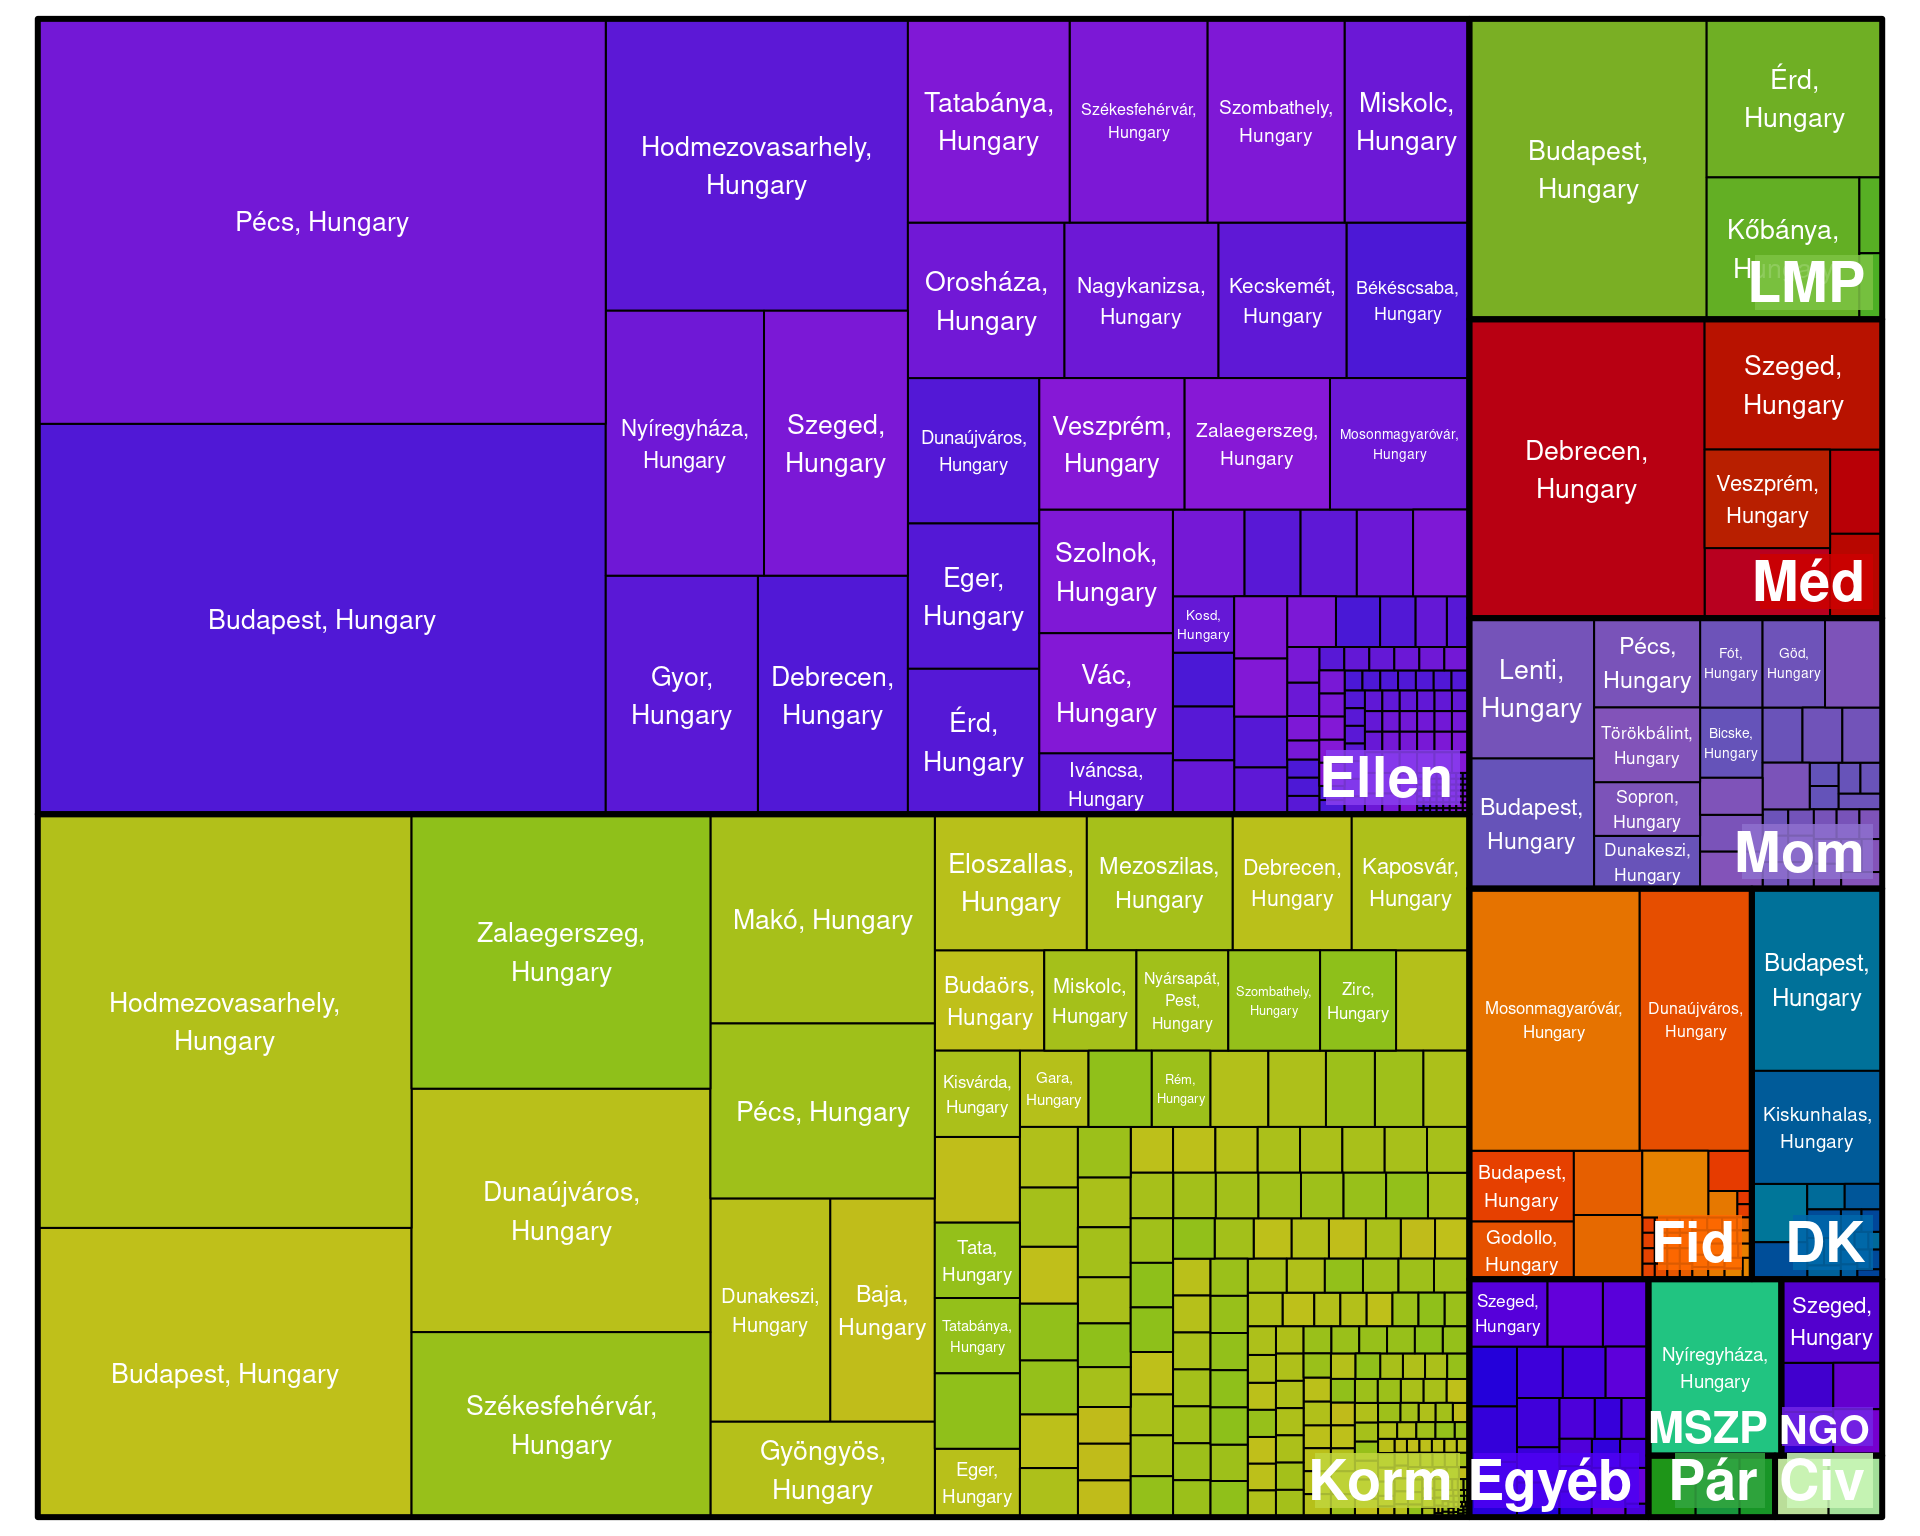 Pécs, Hungary
Budapest, Hungary
Hodmezovasarhely,
Hungary
Nyíregyháza,
Hungary
Szeged,
Hungary
Gyor,
Hungary
Debrecen,
Hungary
Tatabánya,
Hungary
Székesfehérvár,
Hungary
Szombathely,
Hungary
Miskolc,
Hungary
Orosháza,
Hungary
Nagykanizsa,
Hungary
Kecskemét,
Hungary
Békéscsaba,
Hungary
Dunaújváros,
Hungary
Veszprém,
Hungary
Zalaegerszeg,
Hungary
Mosonmagyaróvár,
Hungary
Eger,
Hungary
Szolnok,
Hungary
Kosd,
Hungary
Érd,
Hungary
Vác,
Hungary
Iváncsa,
Hungary
Ellen
Hodmezovasarhely,
Hungary
Budapest, Hungary
Zalaegerszeg,
Hungary
Dunaújváros,
Hungary
Székesfehérvár,
Hungary
Makó, Hungary
Pécs, Hungary
Dunakeszi,
Hungary
Baja,
Hungary
Gyöngyös,
Hungary
Eloszallas,
Hungary
Mezoszilas,
Hungary
Debrecen,
Hungary
Kaposvár,
Hungary
Budaörs,
Hungary
Miskolc,
Hungary
Nyársapát,
Pest,
Hungary
Szombathely,
Hungary
Zirc,
Hungary
Kisvárda,
Hungary
Gara,
Hungary
Rém,
Hungary
Tata,
Hungary
Tatabánya,
Hungary
Eger,
Hungary
Korm
Budapest,
Hungary
Érd,
Hungary
Kőbánya,
Hungary
LMP
Debrecen,
Hungary
Szeged,
Hungary
Veszprém,
Hungary
Méd
Lenti,
Hungary
Budapest,
Hungary
Pécs,
Hungary
Törökbálint,
Hungary
Sopron,
Hungary
Dunakeszi,
Hungary
Fót,
Hungary
Göd,
Hungary
Bicske,
Hungary
Mom
Mosonmagyaróvár,
Hungary
Dunaújváros,
Hungary
Budapest,
Hungary
Godollo,
Hungary
Fid
Budapest,
Hungary
Kiskunhalas,
Hungary
DK
Szeged,
Hungary
Egyéb
Nyíregyháza,
Hungary
MSZP
Szeged,
Hungary
NGO
Pár
Civ